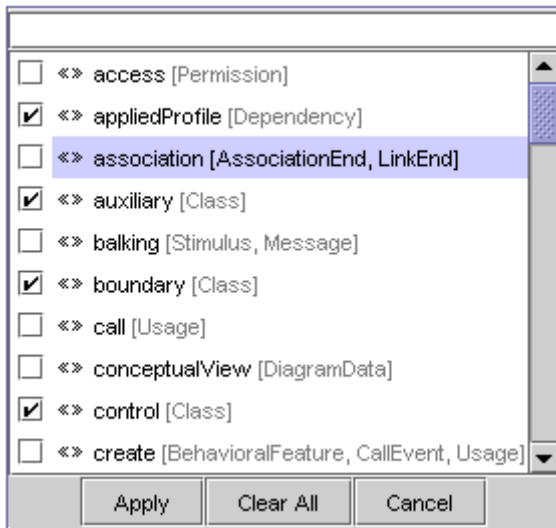 «» access [Permission]
«» appliedProfile [Dependency]
«» association [AssociationEnd, LinkEnd]
«» auxiliary [Class]
«» balking [Stimulus, Message]
«» boundary [Class]
«» call [Usage]
«» conceptualView [DiagramData]
«» control [Class]
«» create [BehavioralFeature, CallEvent, Usage]
Apply Clear All Cancel